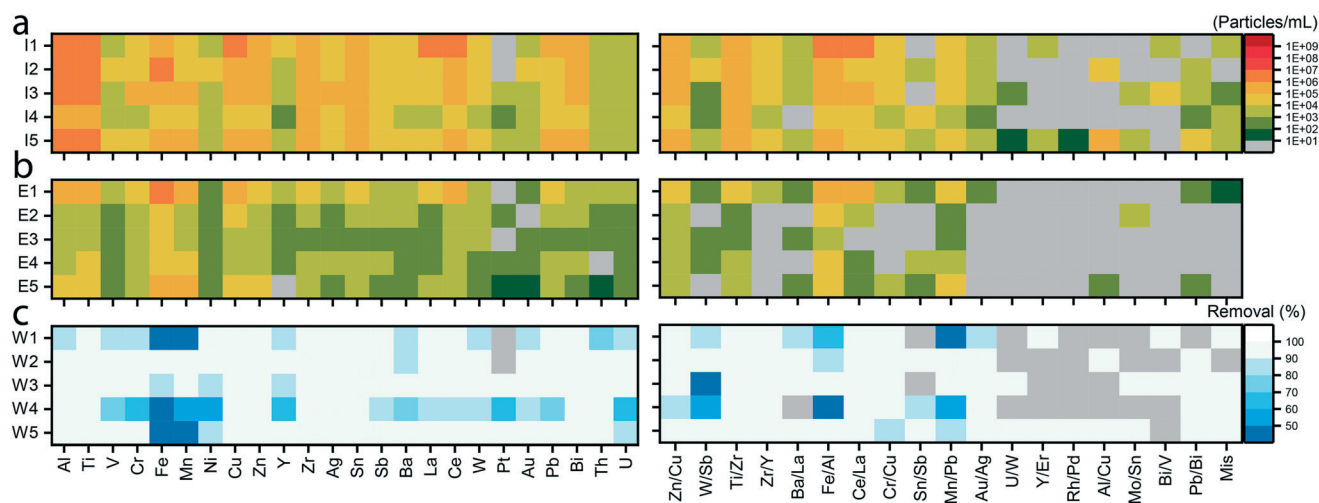 a
(Particles/mL)
I1
I2
I3
I4
I5
1E+09
1E+08
1E+07
1E+06
1E+05
1E+04
1E+03
1E+02
1E+01
b
E1
E2
E3
E4
E5
c
Removal (%)
W1
W2
W3
W4
W5
100
90
80
70
60
50
Al Ti V Cr Fe Mn Ni Cu Zn Y Zr Ag Sn Sb Ba La Ce W Pt Au Pb Bi Th U
Zn/Cu W/Sb Ti/Zr Zr/Y Ba/La Fe/Al Ce/La Cr/Cu Sn/Sb Mn/Pb Au/Ag U/W Y/Er Rh/Pd Al/Cu Mo/Sn Bi/V Pb/Bi Mis